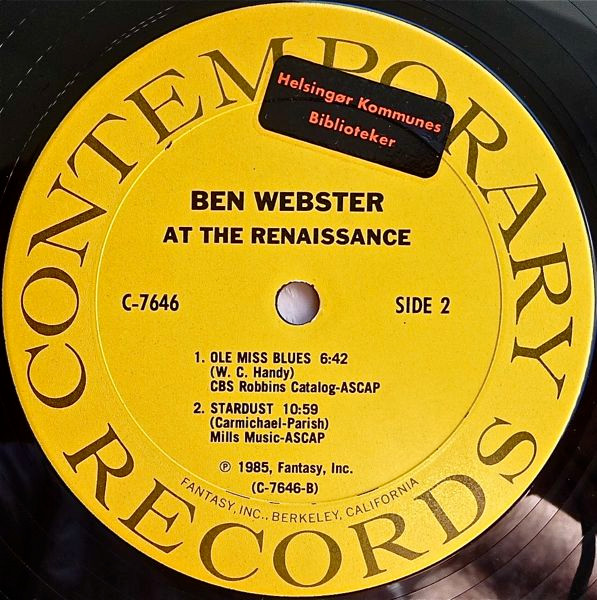 CONTEMPORARY
Helsingør Kommunes
Biblioteker
BEN WEBSTER
AT THE RENAISSANCE
C-7646
SIDE 2
1. OLE MISS BLUES 6:42
(W. C. Handy)
CBS Robbins Catalog-ASCAP
2. STARDUST 10:59
(Carmichael-Parish)
Mills Music-ASCAP
℗ 1985, Fantasy, Inc.
(C-7646-B)
FANTASY, INC., BERKELEY, CALIFORNIA
RECORDS